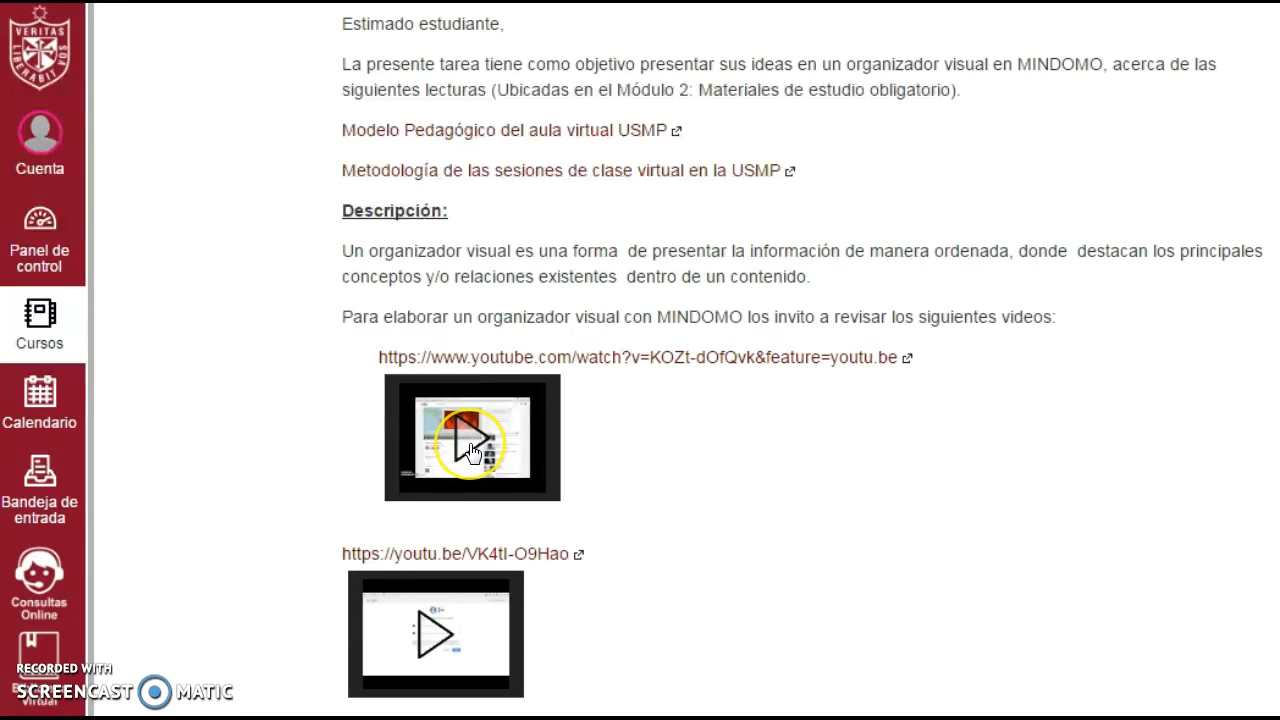 VERITAS
LIBERABIT VOS
Cuenta
Panel de
control
Cursos
Calendario
Bandeja de
entrada
Consultas
Online
Virtual
RECORDED WITH
SCREENCAST MATIC
Estimado estudiante,
La presente tarea tiene como objetivo presentar sus ideas en un organizador visual en MINDOMO, acerca de las
siguientes lecturas (Ubicadas en el Módulo 2: Materiales de estudio obligatorio).
Modelo Pedagógico del aula virtual USMP
Metodología de las sesiones de clase virtual en la USMP
Descripción:
Un organizador visual es una forma de presentar la información de manera ordenada, donde destacan los principales
conceptos y/o relaciones existentes dentro de un contenido.
Para elaborar un organizador visual con MINDOMO los invito a revisar los siguientes videos:
https://www.youtube.com/watch?v=KOZt-dOfQvk&feature=youtu.be
https://youtu.be/VK4tI-O9Hao